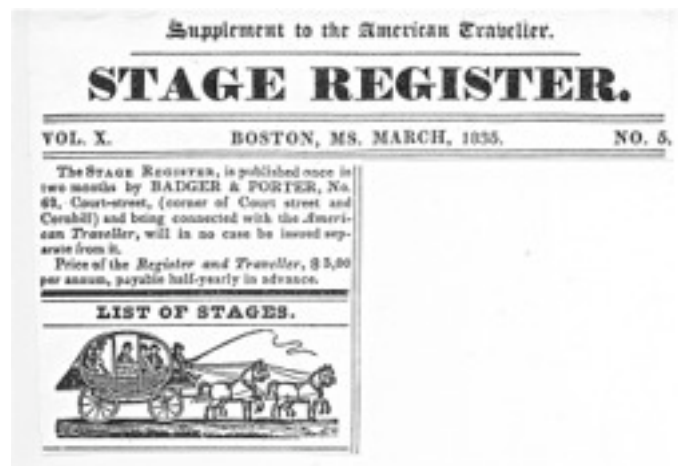 Supplement to the American Traveller.
STAGE REGISTER.
VOL. X. BOSTON, MS. MARCH, 1835. NO. 5.
The STAGE REGISTER, is published once in
two months by BADGER & PORTER, No.
63, Court-street, (corner of Court street and
Cornhill) and being connected with the Ameri-
can Traveller, will in no case be issued sep-
arate from it.
Price of the Register and Traveller, $5,00
per annum, payable half-yearly in advance.
LIST OF STAGES.